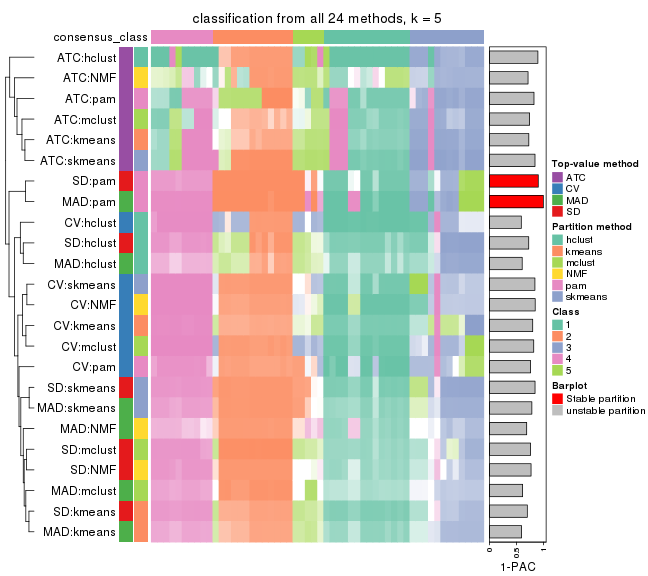 classification from all 24 methods, k = 5
consensus_class
ATC:hclust
ATC:NMF
ATC:pam
ATC:mclust
ATC:kmeans
ATC:skmeans
SD:pam
MAD:pam
CV:hclust
SD:hclust
MAD:hclust
CV:skmeans
CV:NMF
CV:kmeans
CV:mclust
CV:pam
SD:skmeans
MAD:skmeans
MAD:NMF
SD:mclust
SD:NMF
MAD:mclust
SD:kmeans
MAD:kmeans
0
0.5
1
1-PAC
Top-value method
ATC
CV
MAD
SD
Partition method
hclust
kmeans
mclust
NMF
pam
skmeans
Class
1
2
3
4
5
Barplot
Stable partition
unstable partition